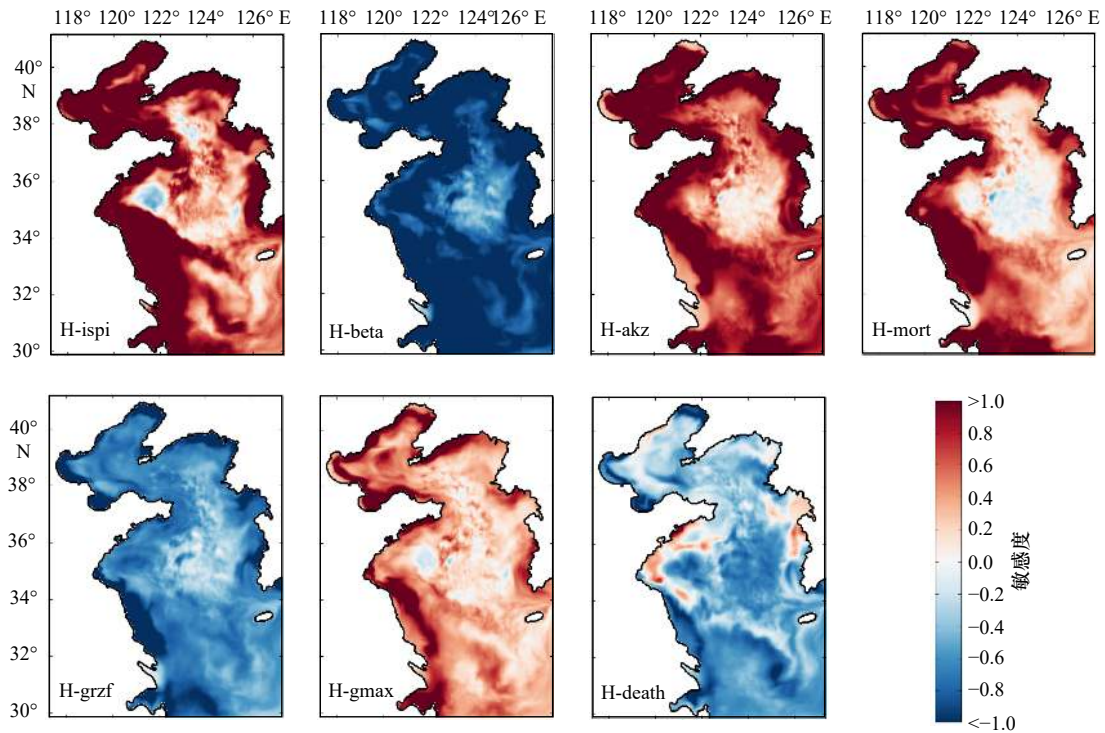 118° 120° 122° 124° 126° E
118° 120° 122° 124° 126° E
118° 120° 122° 124° 126° E
118° 120° 122° 124° 126° E
40°
N
38°
36°
34°
32°
30°
H-ispi
H-beta
H-akz
H-mort
40°
N
38°
36°
34°
32°
30°
H-grzf
H-gmax
H-death
>1.0
0.8
0.6
0.4
0.2
0.0
−0.2
−0.4
−0.6
−0.8
<−1.0
敏感度